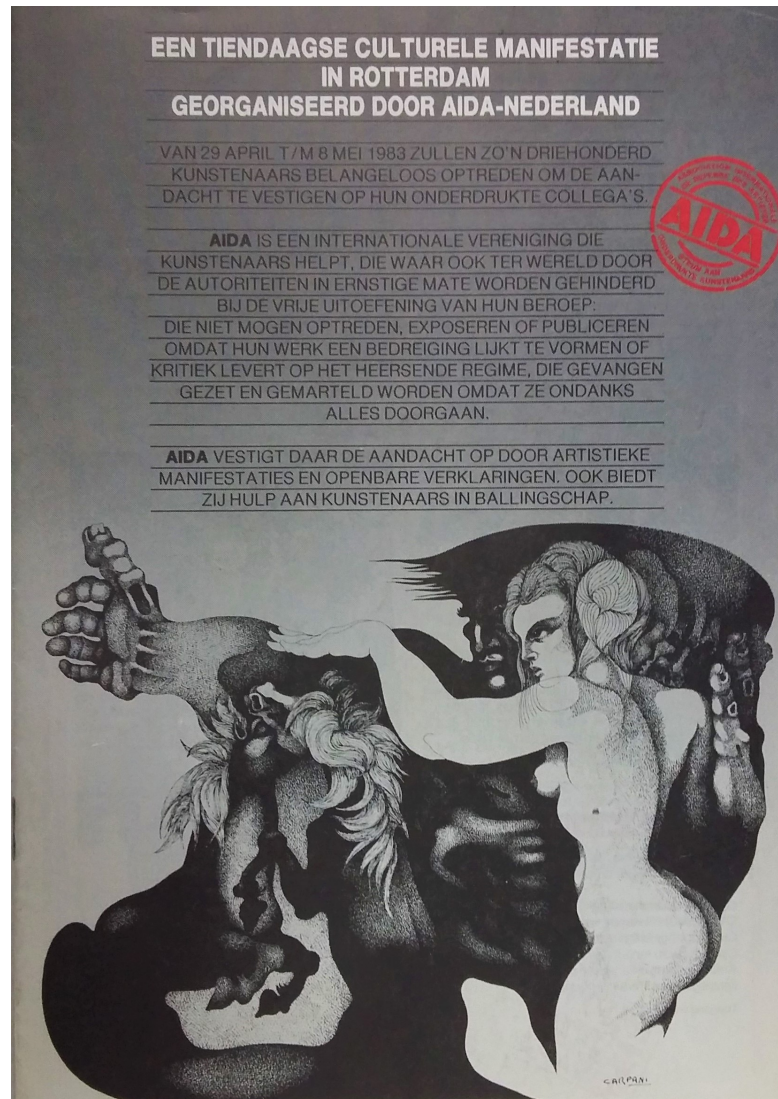 EEN TIENDAAGSE CULTURELE MANIFESTATIE
IN ROTTERDAM
GEORGANISEERD DOOR AIDA-NEDERLAND
VAN 29 APRIL T/M 8 MEI 1983 ZULLEN ZO'N DRIEHONDERD
KUNSTENAARS BELANGELOOS OPTREDEN OM DE AAN-
DACHT TE VESTIGEN OP HUN ONDERDRUKTE COLLEGA'S.
AIDA IS EEN INTERNATIONALE VERENIGING DIE
KUNSTENAARS HELPT, DIE WAAR OOK TER WERELD DOOR
DE AUTORITEITEN IN ERNSTIGE MATE WORDEN GEHINDERD
BIJ DE VRIJE UITOEFENING VAN HUN BEROEP:
DIE NIET MOGEN OPTREDEN, EXPOSEREN OF PUBLICEREN
OMDAT HUN WERK EEN BEDREIGING LIJKT TE VORMEN OF
KRITIEK LEVERT OP HET HEERSENDE REGIME, DIE GEVANGEN
GEZET EN GEMARTELD WORDEN OMDAT ZE ONDANKS
ALLES DOORGAAN.
AIDA VESTIGT DAAR DE AANDACHT OP DOOR ARTISTIEKE
MANIFESTATIES EN OPENBARE VERKLARINGEN. OOK BIEDT
ZIJ HULP AAN KUNSTENAARS IN BALLINGSCHAP.
AIDA
CARPANI